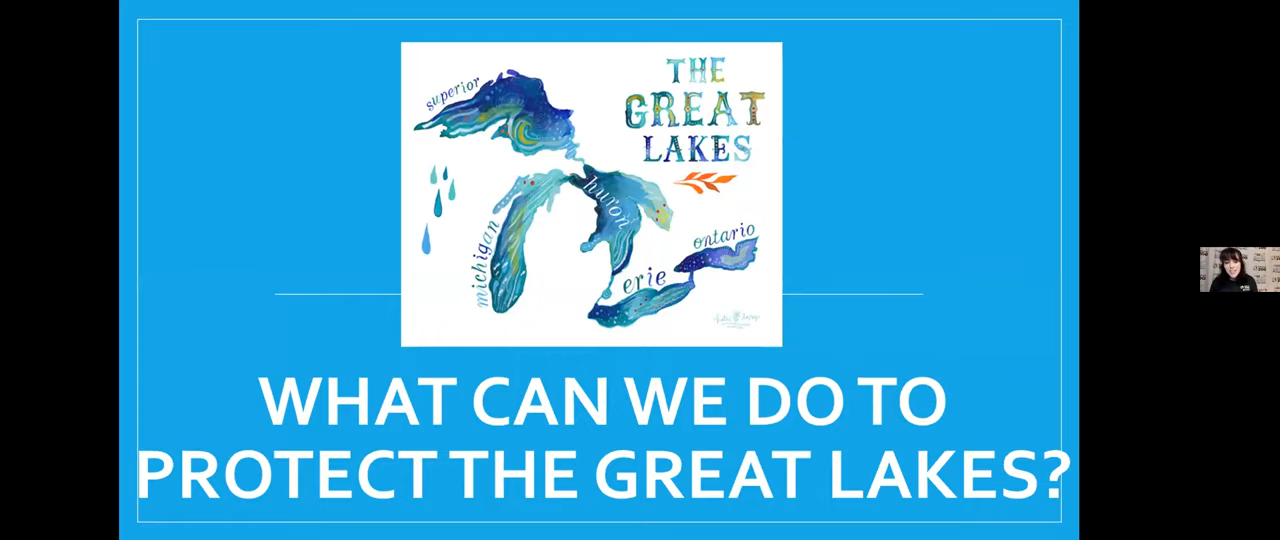 THE
GREAT
LAKES
superior
huron
michigan
ontario
erie
WHAT CAN WE DO TO
PROTECT THE GREAT LAKES?